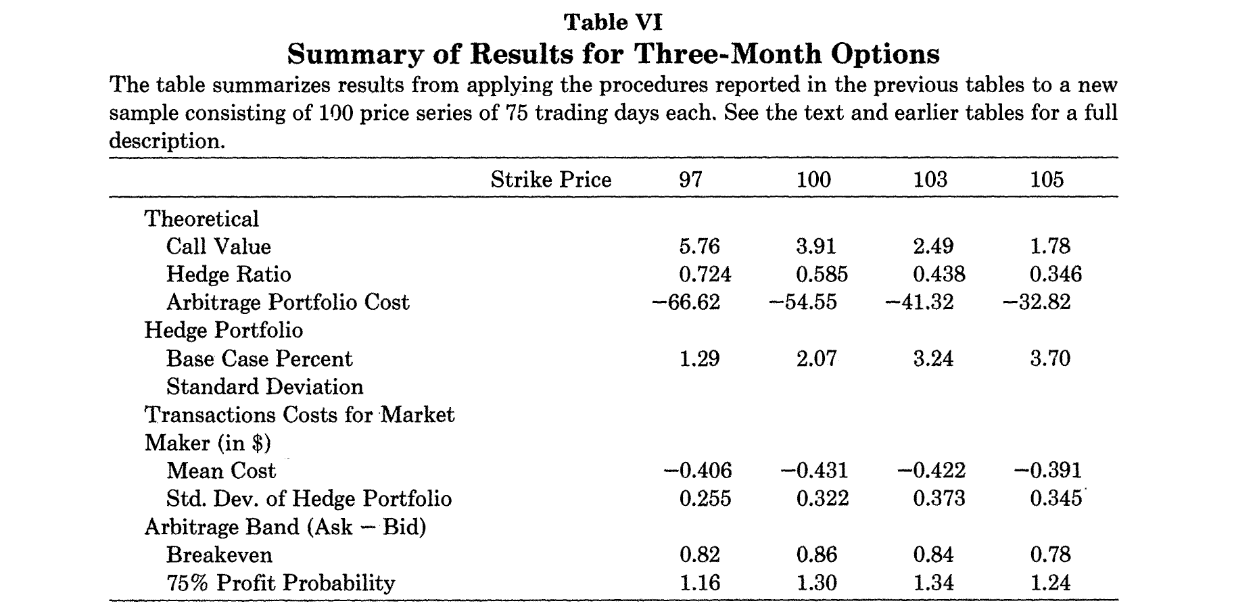 Table VI
Summary of Results for Three-Month Options
The table summarizes results from applying the procedures reported in the previous tables to a new
sample consisting of 100 price series of 75 trading days each. See the text and earlier tables for a full
description.
Strike Price 97 100 103 105
Theoretical
Call Value 5.76 3.91 2.49 1.78
Hedge Ratio 0.724 0.585 0.438 0.346
Arbitrage Portfolio Cost −66.62 −54.55 −41.32 −32.82
Hedge Portfolio
Base Case Percent 1.29 2.07 3.24 3.70
Standard Deviation
Transactions Costs for Market
Maker (in $)
Mean Cost −0.406 −0.431 −0.422 −0.391
Std. Dev. of Hedge Portfolio 0.255 0.322 0.373 0.345
Arbitrage Band (Ask − Bid)
Breakeven 0.82 0.86 0.84 0.78
75% Profit Probability 1.16 1.30 1.34 1.24